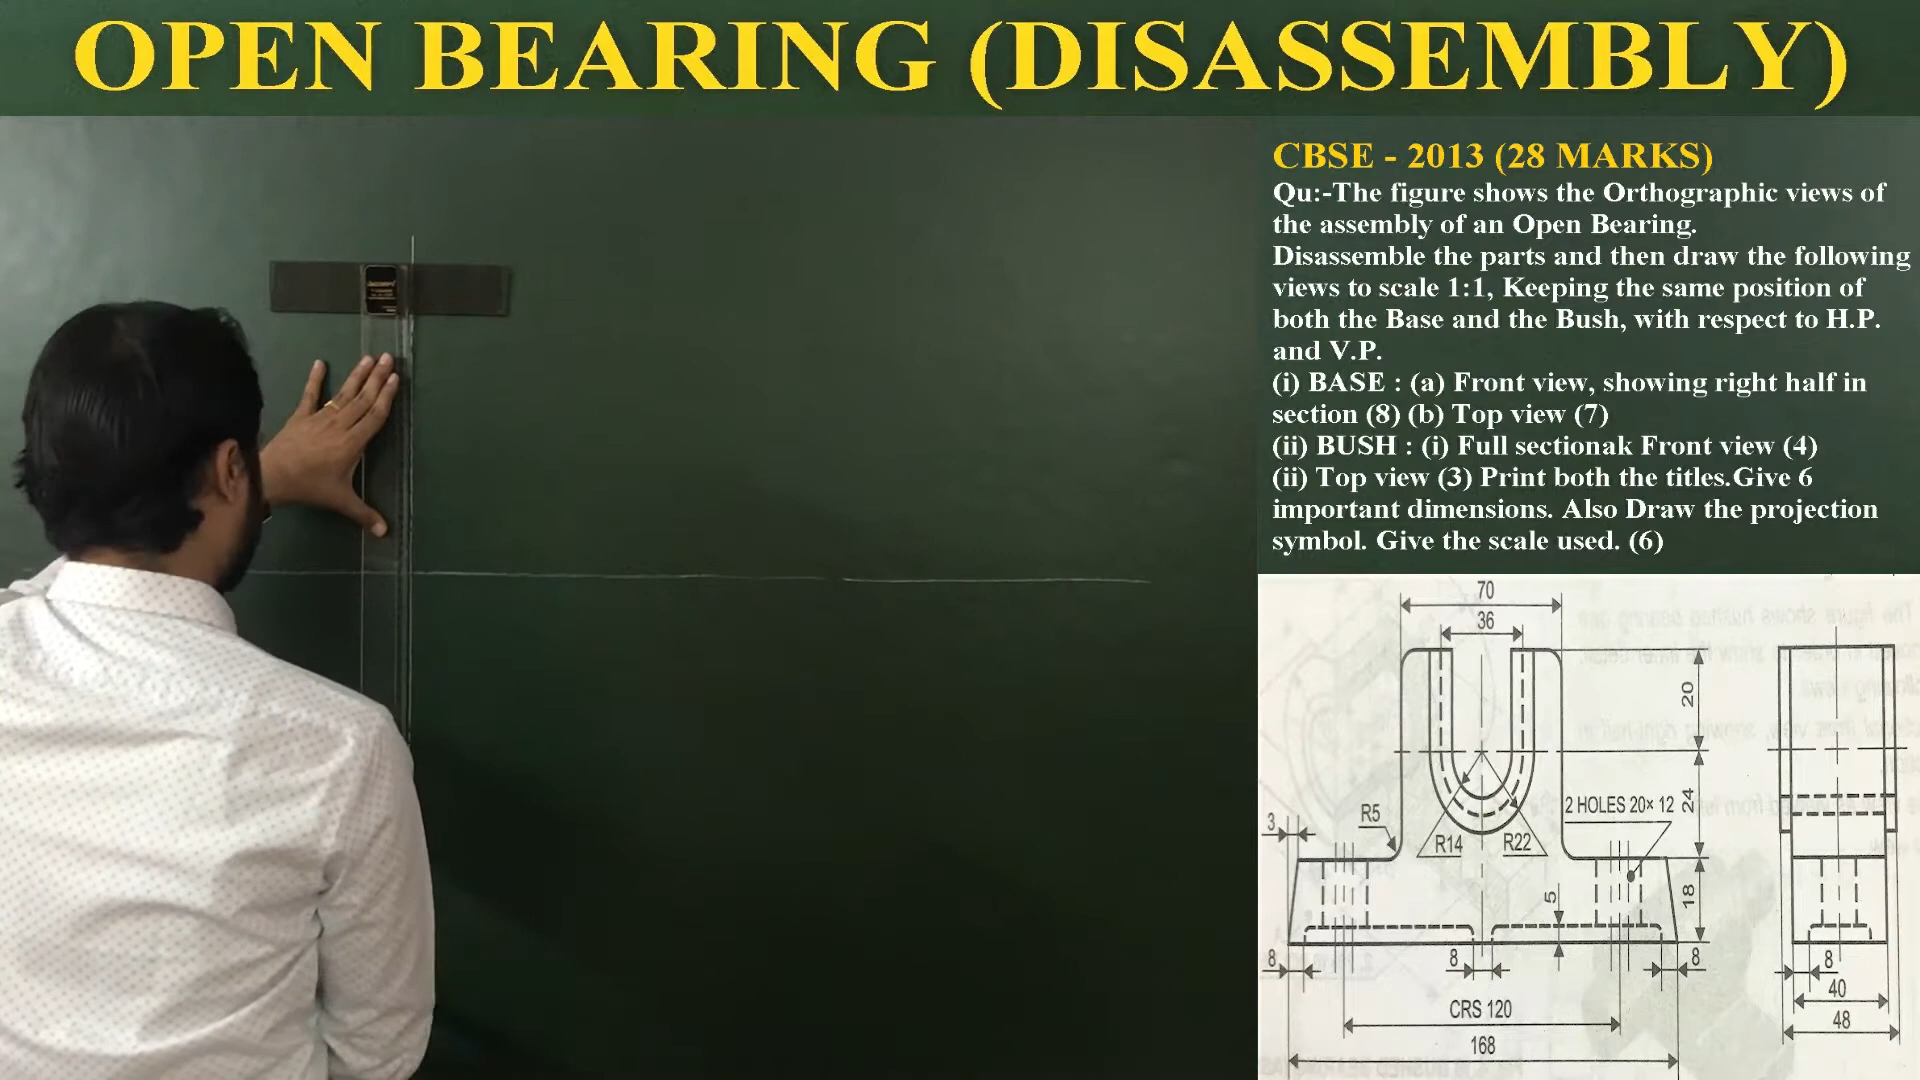 OPEN BEARING (DISASSEMBLY)
CBSE - 2013 (28 MARKS)
Qu:-The figure shows the Orthographic views of
the assembly of an Open Bearing.
Disassemble the parts and then draw the following
views to scale 1:1, Keeping the same position of
both the Base and the Bush, with respect to H.P.
and V.P.
(i) BASE : (a) Front view, showing right half in
section (8) (b) Top view (7)
(ii) BUSH : (i) Full sectionak Front view (4)
(ii) Top view (3) Print both the titles.Give 6
important dimensions. Also Draw the projection
symbol. Give the scale used. (6)
70
36
20
2 HOLES 20× 12
24
R5
3
R14
R22
5
18
8
8
8
8
CRS 120
40
48
168